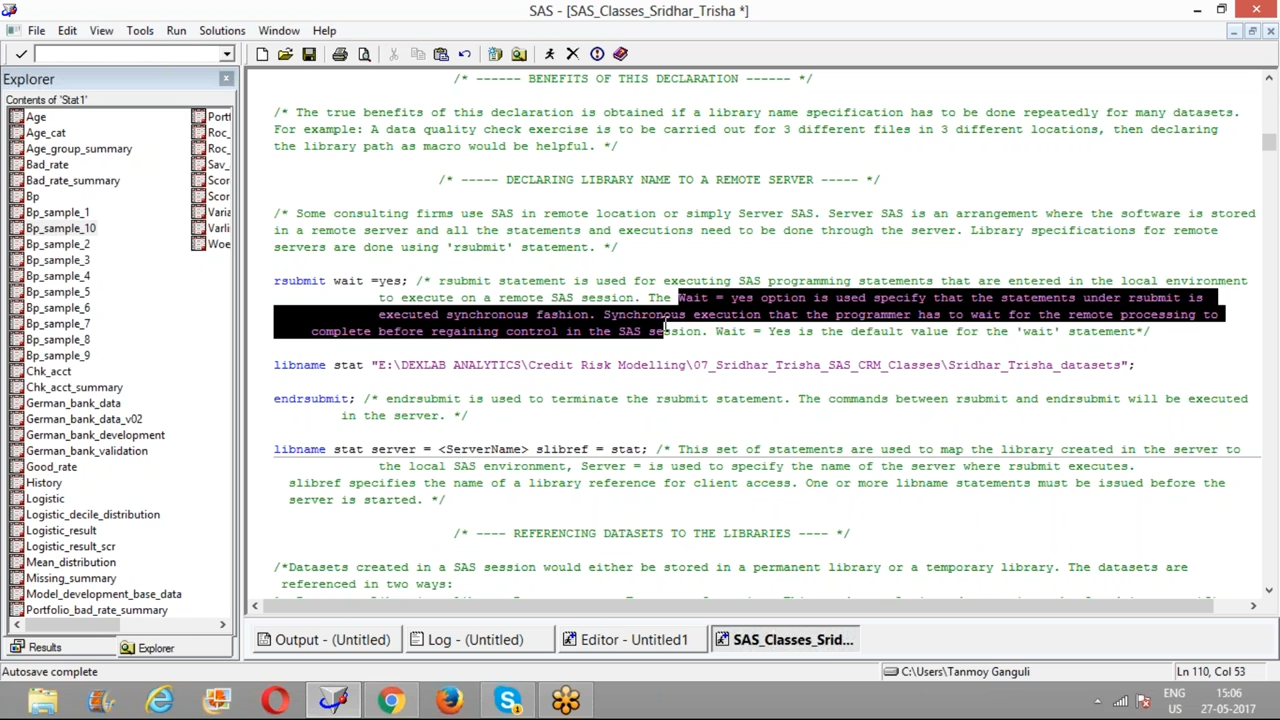 SAS - [SAS_Classes_Sridhar_Trisha *]
File Edit View Tools Run Solutions Window Help
Explorer
Contents of 'Stat1'
Age
Age_cat
Age_group_summary
Bad_rate
Bad_rate_summary
Bp
Bp_sample_1
Bp_sample_10
Bp_sample_2
Bp_sample_3
Bp_sample_4
Bp_sample_5
Bp_sample_6
Bp_sample_7
Bp_sample_8
Bp_sample_9
Chk_acct
Chk_acct_summary
German_bank_data
German_bank_data_v02
German_bank_development
German_bank_validation
Good_rate
History
Logistic
Logistic_decile_distribution
Logistic_result
Logistic_result_scr
Mean_distribution
Missing_summary
Model_development_base_data
Portfolio_bad_rate_summary
Portf
Roc_
Roc_
Sav_
Scor
Scor
Varia
Varli
Woe
/* ------ BENEFITS OF THIS DECLARATION ------ */
/* The true benefits of this declaration is obtained if a library name specification has to be done repeatedly for many datasets.
For example: A data quality check exercise is to be carried out for 3 different files in 3 different locations, then declaring
the library path as macro would be helpful. */
/* ----- DECLARING LIBRARY NAME TO A REMOTE SERVER ----- */
/* Some consulting firms use SAS in remote location or simply Server SAS. Server SAS is an arrangement where the software is stored
in a remote server and all the statements and executions need to be done through the server. Library specifications for remote
servers are done using 'rsubmit' statement. */
rsubmit wait =yes; /* rsubmit statement is used for executing SAS programming statements that are entered in the local environment
to execute on a remote SAS session. The Wait = yes option is used specify that the statements under rsubmit is
executed synchronous fashion. Synchronous execution that the programmer has to wait for the remote processing to
complete before regaining control in the SAS session. Wait = Yes is the default value for the 'wait' statement*/
libname stat "E:\DEXLAB ANALYTICS\Credit Risk Modelling\07_Sridhar_Trisha_SAS_CRM_Classes\Sridhar_Trisha_datasets";
endrsubmit; /* endrsubmit is used to terminate the rsubmit statement. The commands between rsubmit and endrsubmit will be executed
in the server. */
libname stat server = <ServerName> slibref = stat; /* This set of statements are used to map the library created in the server to
the local SAS environment, Server = is used to specify the name of the server where rsubmit executes.
slibref specifies the name of a library reference for client access. One or more libname statements must be issued before the
server is started. */
/* ---- REFERENCING DATASETS TO THE LIBRARIES ---- */
/*Datasets created in a SAS session would either be stored in a permanent library or a temporary library. The datasets are
referenced in two ways:
Results
Explorer
Output - (Untitled)
Log - (Untitled)
Editor - Untitled1
SAS_Classes_Srid...
Autosave complete
C:\Users\Tanmoy Ganguli
Ln 110, Col 53
ENG
US
15:06
27-05-2017